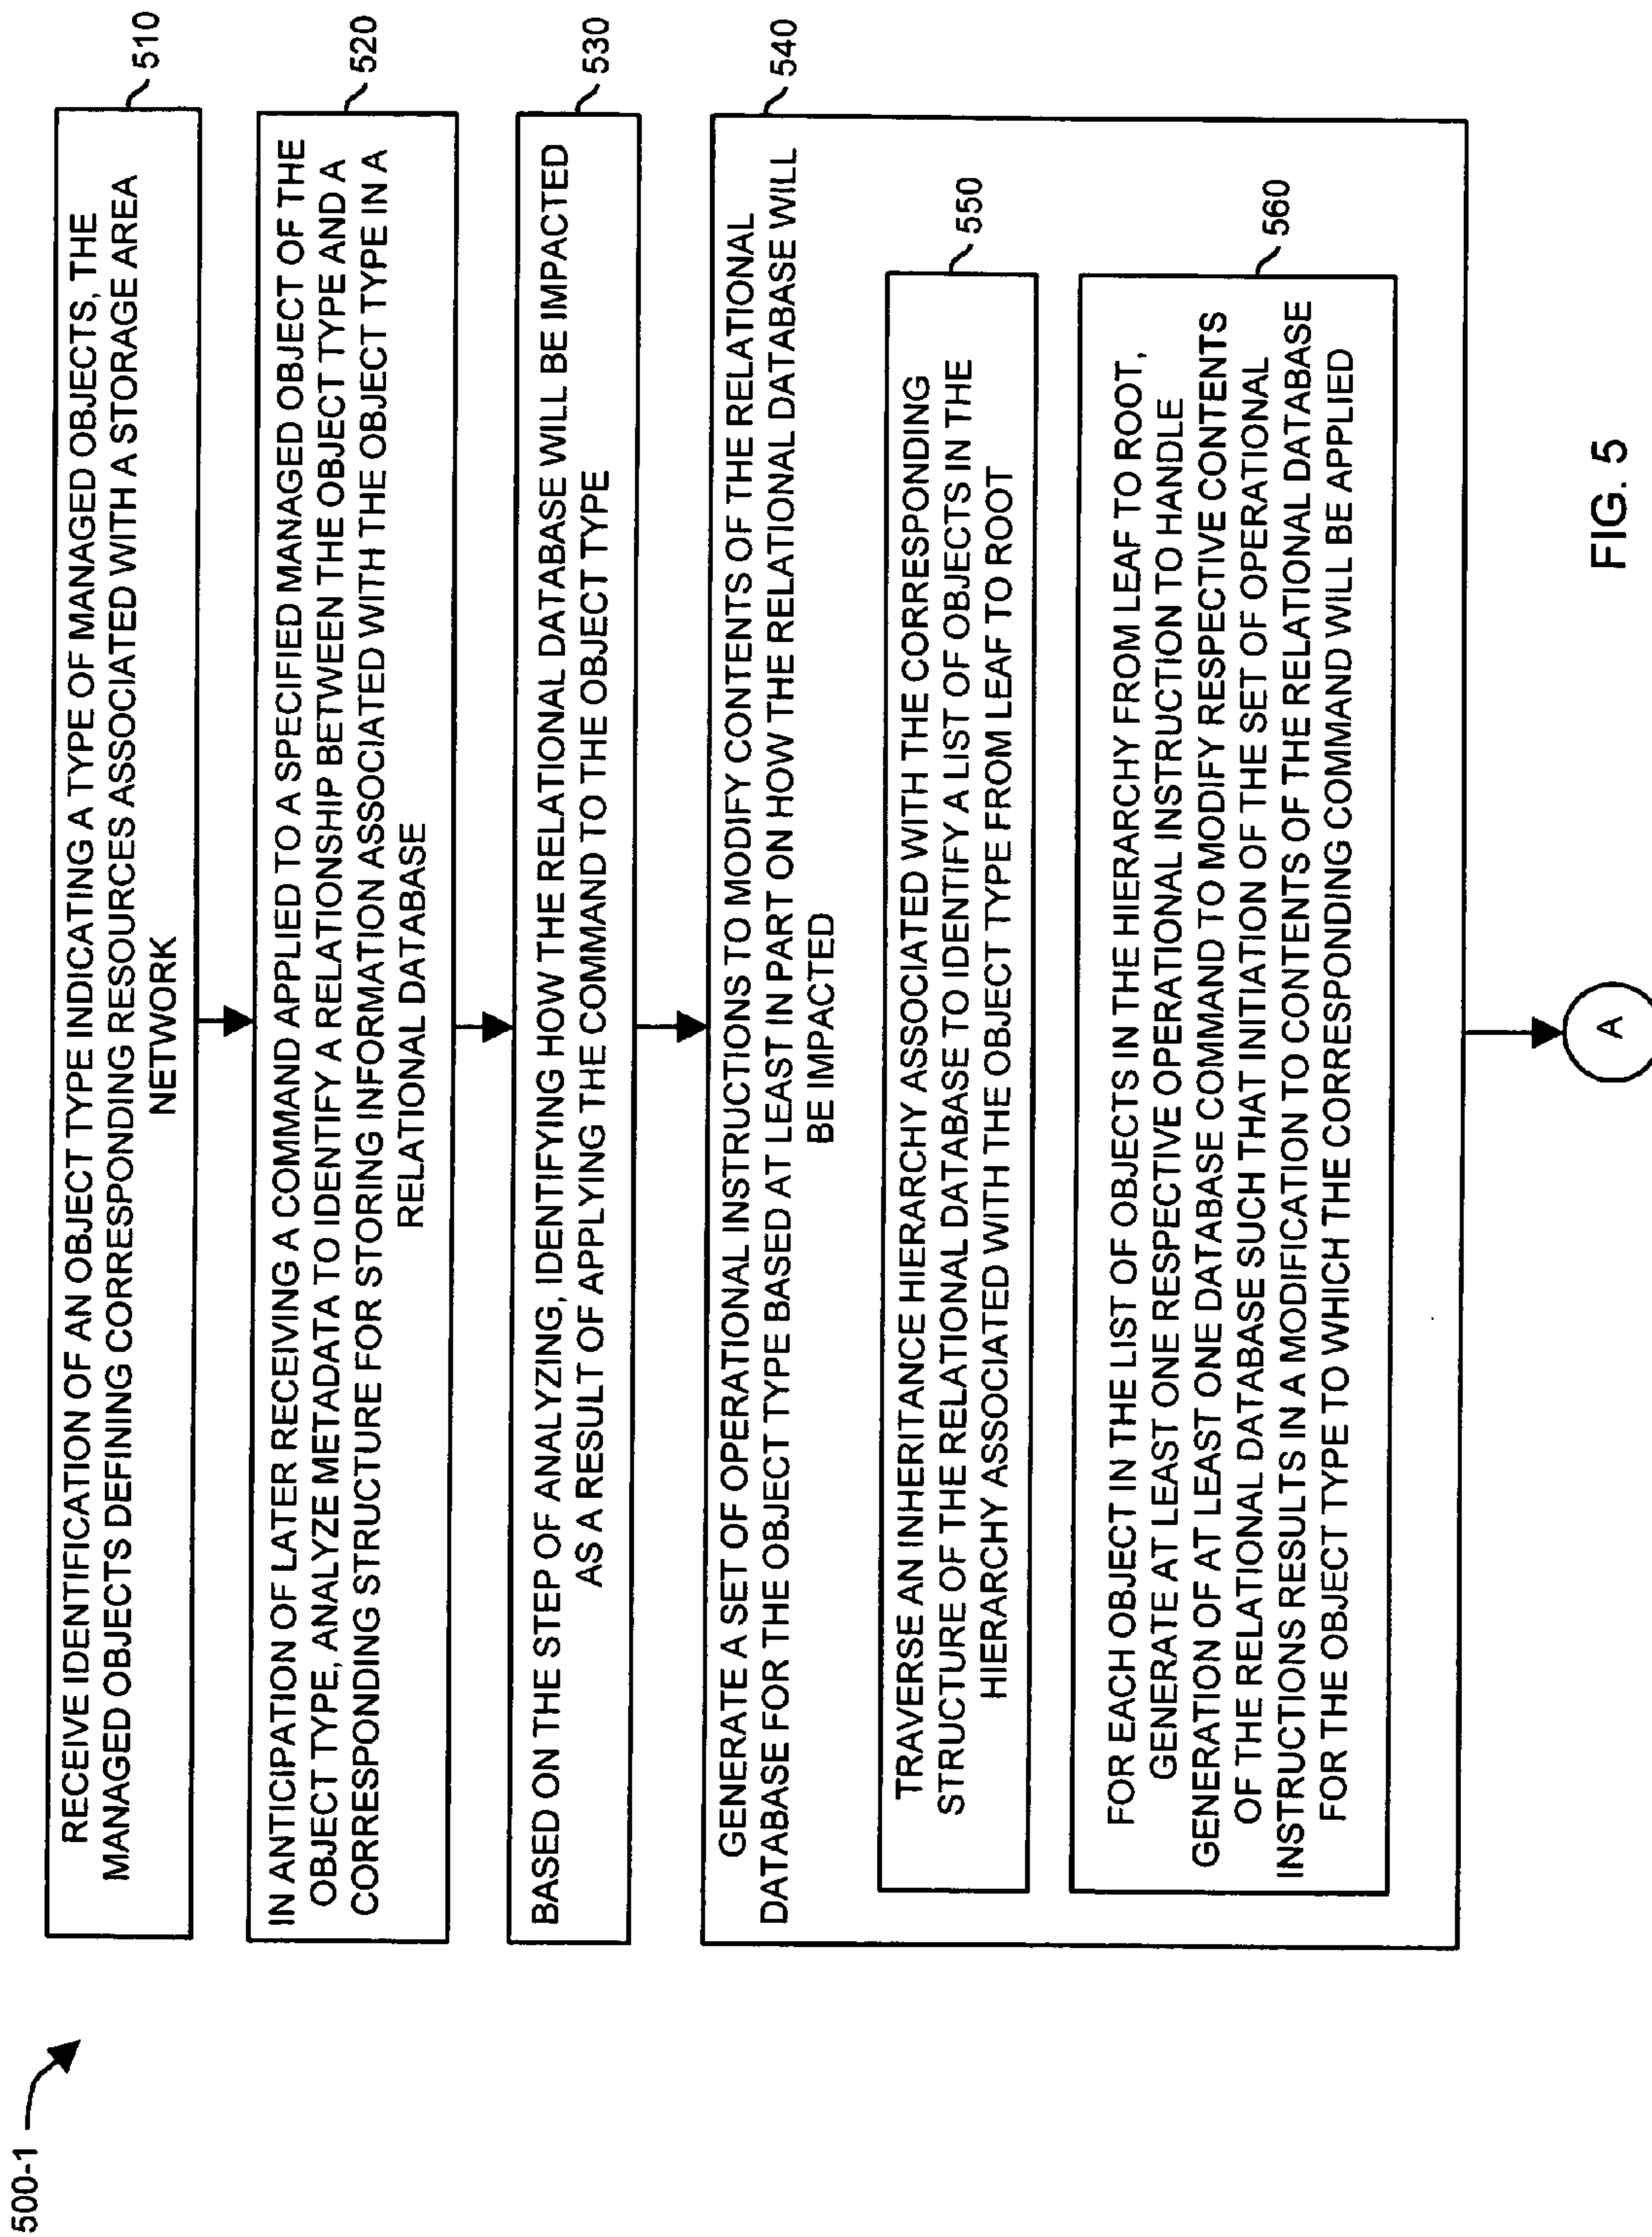 500-1
RECEIVE IDENTIFICATION OF AN OBJECT TYPE INDICATING A TYPE OF MANAGED OBJECTS, THE
MANAGED OBJECTS DEFINING CORRESPONDING RESOURCES ASSOCIATED WITH A STORAGE AREA
NETWORK
510
IN ANTICIPATION OF LATER RECEIVING A COMMAND APPLIED TO A SPECIFIED MANAGED OBJECT OF THE
OBJECT TYPE, ANALYZE METADATA TO IDENTIFY A RELATIONSHIP BETWEEN THE OBJECT TYPE AND A
CORRESPONDING STRUCTURE FOR STORING INFORMATION ASSOCIATED WITH THE OBJECT TYPE IN A
RELATIONAL DATABASE
520
BASED ON THE STEP OF ANALYZING, IDENTIFYING HOW THE RELATIONAL DATABASE WILL BE IMPACTED
AS A RESULT OF APPLYING THE COMMAND TO THE OBJECT TYPE
530
GENERATE A SET OF OPERATIONAL INSTRUCTIONS TO MODIFY CONTENTS OF THE RELATIONAL
DATABASE FOR THE OBJECT TYPE BASED AT LEAST IN PART ON HOW THE RELATIONAL DATABASE WILL
BE IMPACTED
540
TRAVERSE AN INHERITANCE HIERARCHY ASSOCIATED WITH THE CORRESPONDING
STRUCTURE OF THE RELATIONAL DATABASE TO IDENTIFY A LIST OF OBJECTS IN THE
HIERARCHY ASSOCIATED WITH THE OBJECT TYPE FROM LEAF TO ROOT
550
FOR EACH OBJECT IN THE LIST OF OBJECTS IN THE HIERARCHY FROM LEAF TO ROOT,
GENERATE AT LEAST ONE RESPECTIVE OPERATIONAL INSTRUCTION TO HANDLE
GENERATION OF AT LEAST ONE DATABASE COMMAND TO MODIFY RESPECTIVE CONTENTS
OF THE RELATIONAL DATABASE SUCH THAT INITIATION OF THE SET OF OPERATIONAL
INSTRUCTIONS RESULTS IN A MODIFICATION TO CONTENTS OF THE RELATIONAL DATABASE
FOR THE OBJECT TYPE TO WHICH THE CORRESPONDING COMMAND WILL BE APPLIED
560
A
FIG. 5